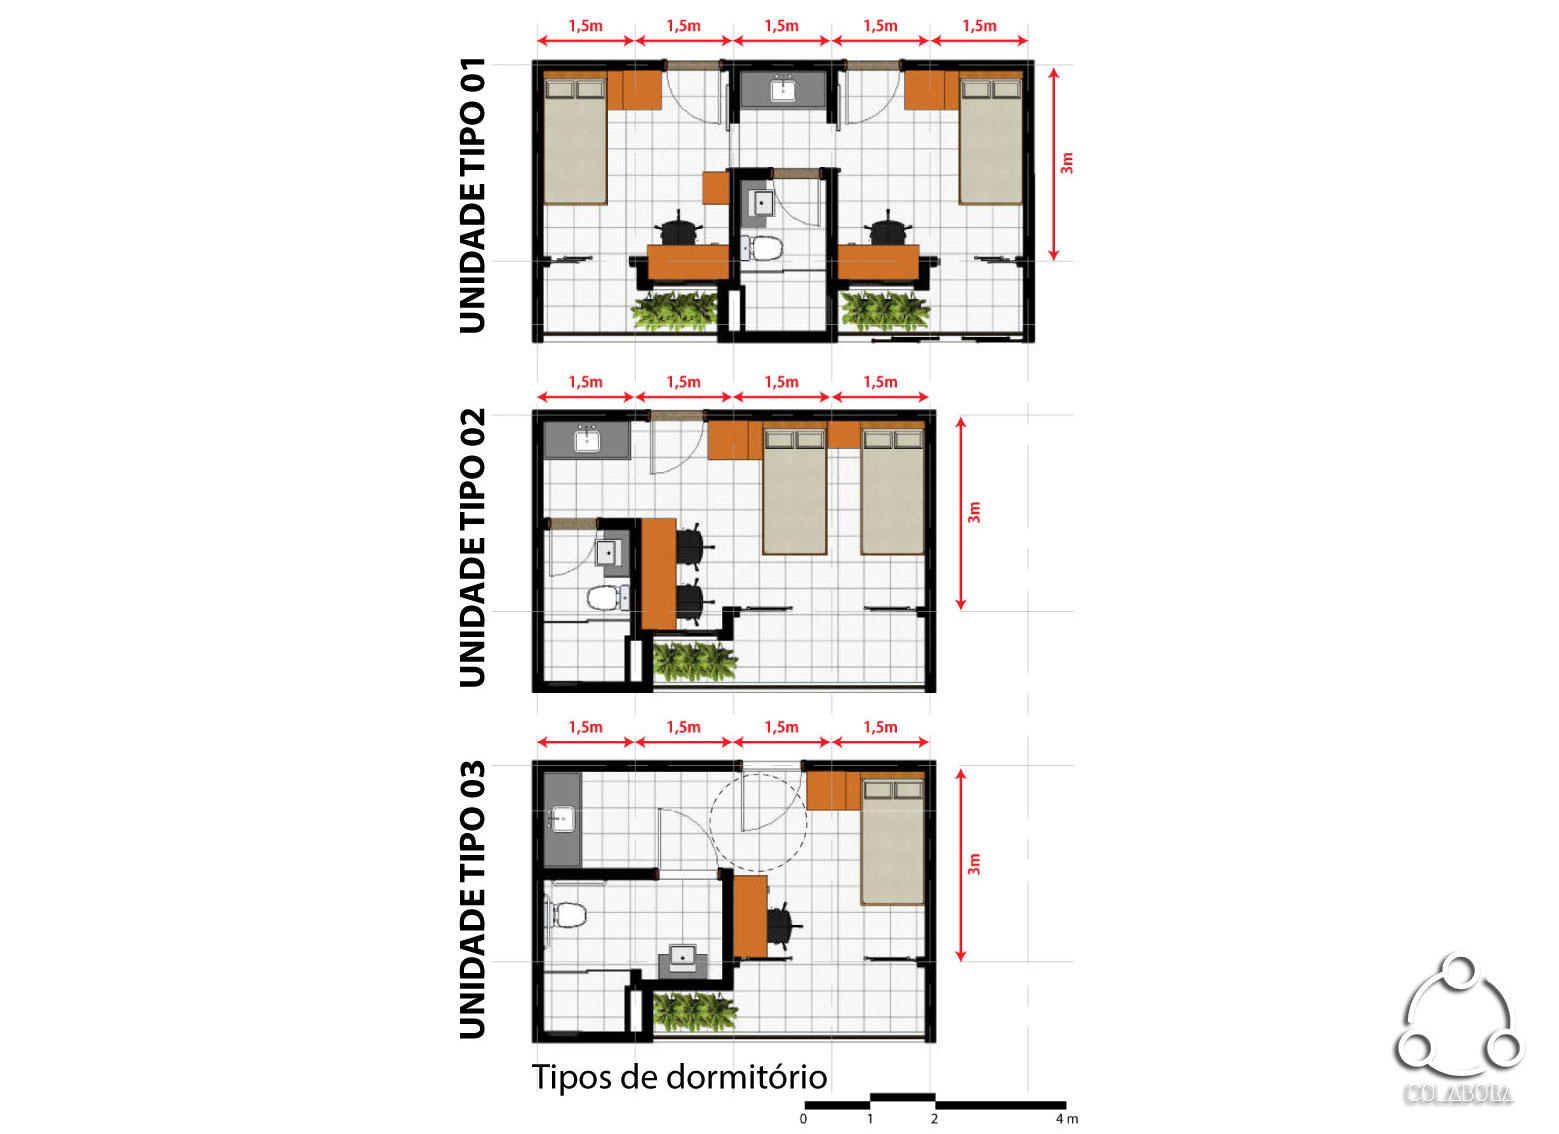 1,5m 1,5m 1,5m 1,5m 1,5m
UNIDADE TIPO 01
3m
1,5m 1,5m 1,5m 1,5m
UNIDADE TIPO 02
3m
1,5m 1,5m 1,5m 1,5m
UNIDADE TIPO 03
3m
Tipos de dormitório
0 1 2 4 m
COLABORA